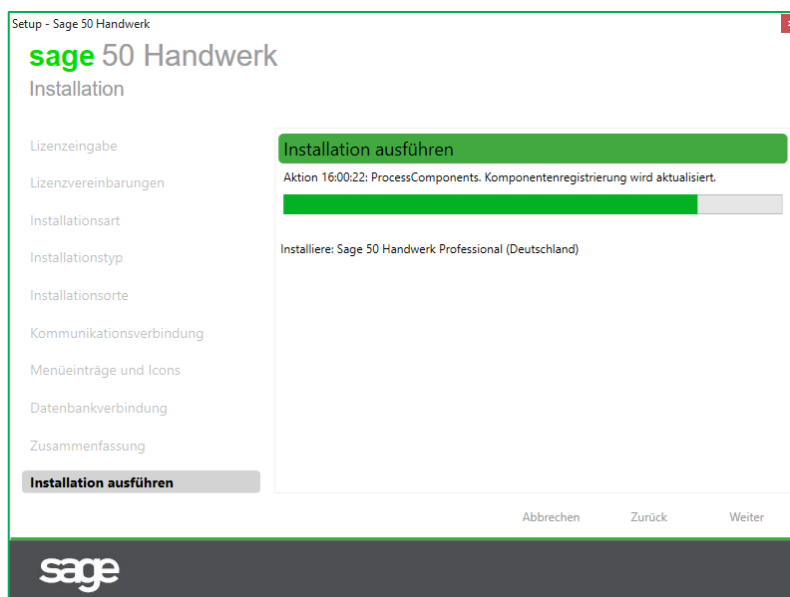 Setup - Sage 50 Handwerk
sage 50 Handwerk
Installation
Lizenzeingabe
Lizenzvereinbarungen
Installationsart
Installationstyp
Installationsorte
Kommunikationsverbindung
Menüeinträge und Icons
Datenbankverbindung
Zusammenfassung
Installation ausführen
Installation ausführen
Aktion 16:00:22: ProcessComponents. Komponentenregistrierung wird aktualisiert.
Installiere: Sage 50 Handwerk Professional (Deutschland)
Abbrechen Zurück Weiter
sage